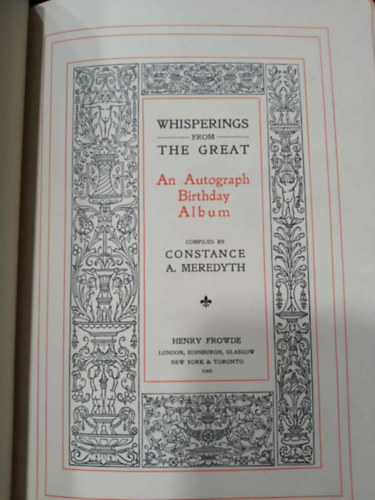 WHISPERINGS
FROM
THE GREAT
An Autograph
Birthday
Album
COMPILED BY
CONSTANCE
A. MEREDYTH
HENRY FROWDE
LONDON, EDINBURGH, GLASGOW
NEW YORK & TORONTO